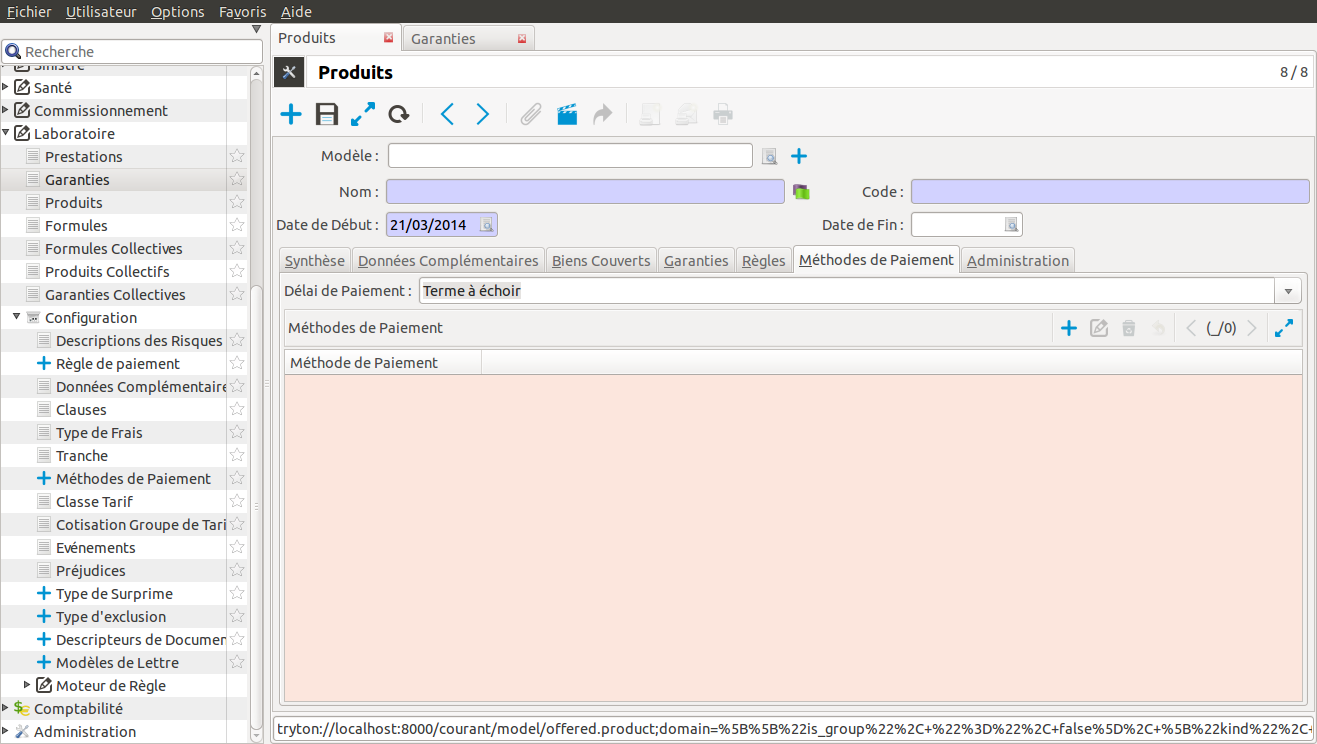 Fichier Utilisateur Options Favoris Aide
Recherche
Sinistre
Santé
Commissionnement
Laboratoire
Prestations
Garanties
Produits
Formules
Formules Collectives
Produits Collectifs
Garanties Collectives
Configuration
Descriptions des Risques
Règle de paiement
Données Complémentaire
Clauses
Type de Frais
Tranche
Méthodes de Paiement
Classe Tarif
Cotisation Groupe de Tari
Evénements
Préjudices
Type de Surprime
Type d'exclusion
Descripteurs de Documen
Modèles de Lettre
Moteur de Règle
Comptabilité
Administration
Produits Garanties
Produits 8 / 8
Modèle :
Nom : Code :
Date de Début : 21/03/2014 Date de Fin :
Synthèse Données Complémentaires Biens Couverts Garanties Règles Méthodes de Paiement Administration
Délai de Paiement : Terme à échoir
Méthodes de Paiement (_/0)
Méthode de Paiement
tryton://localhost:8000/courant/model/offered.product;domain=%5B%5B%22is_group%22%2C+%22%3D%22%2C+false%5D%2C+%5B%22kind%22%2C+